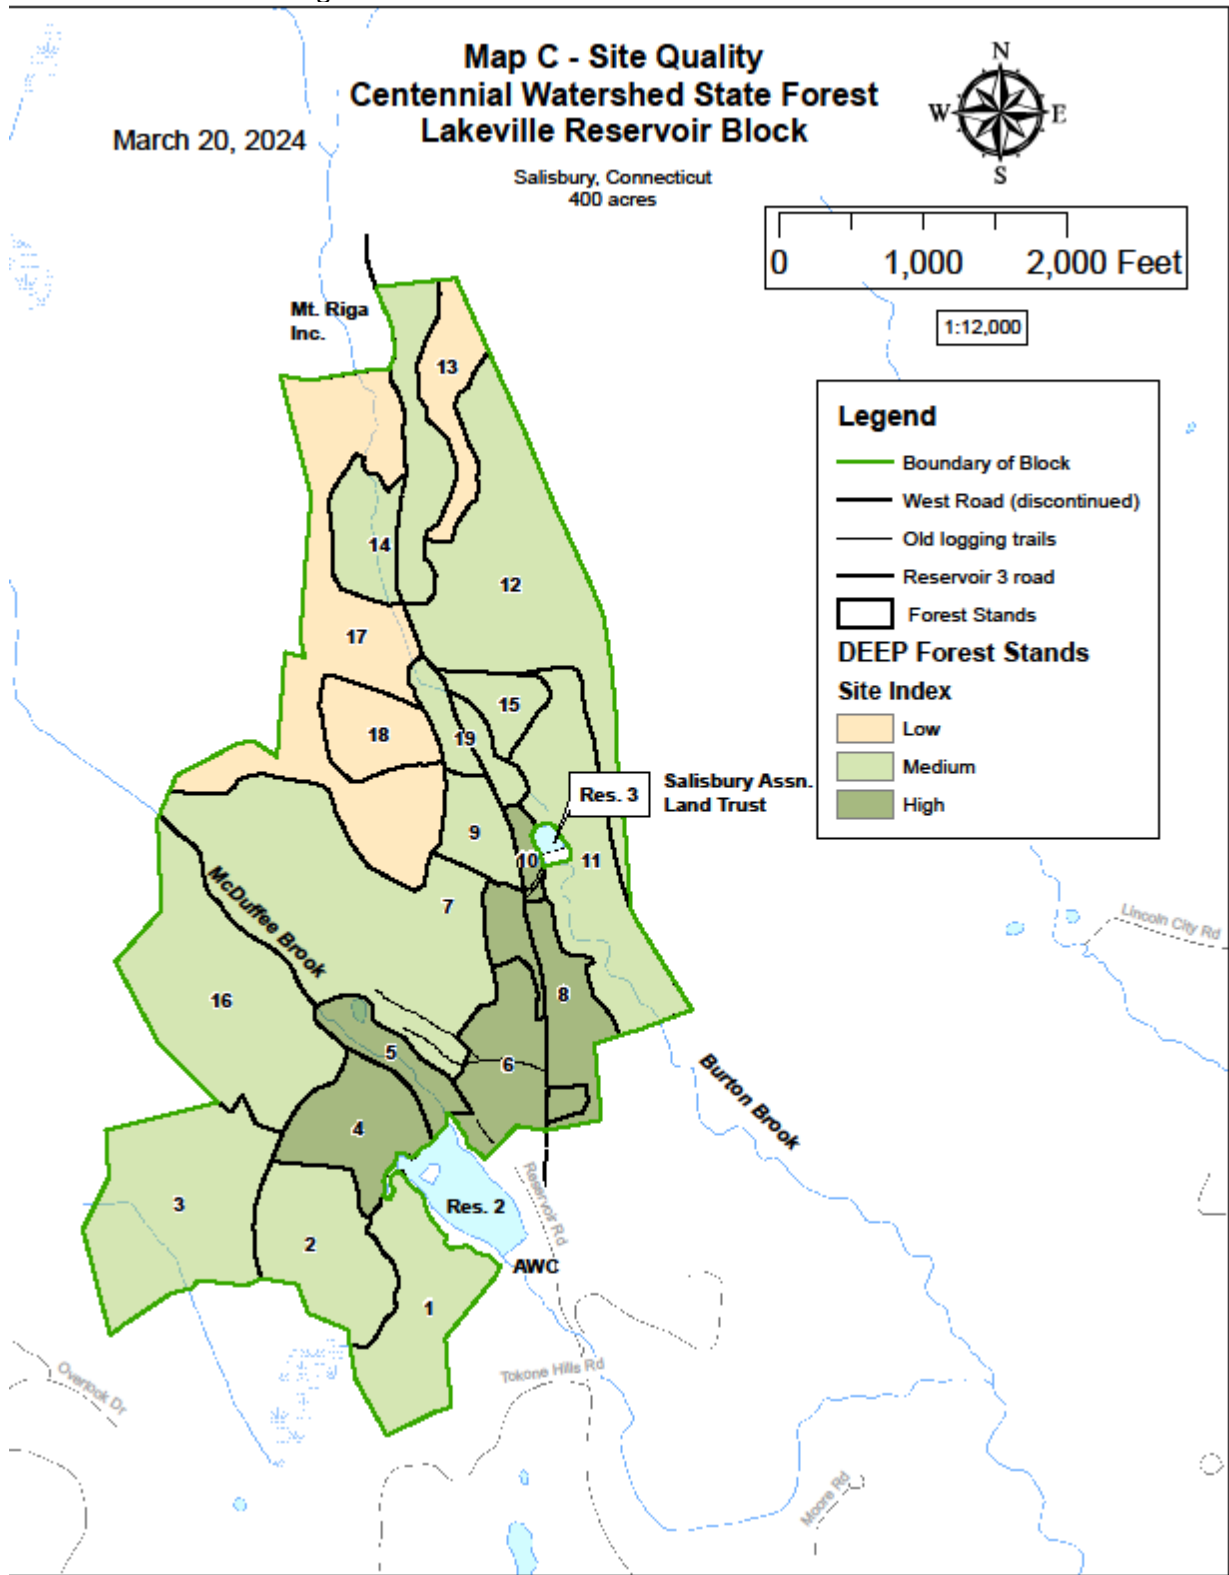 Map C - Site Quality
Centennial Watershed State Forest
Lakeville Reservoir Block
March 20, 2024
Salisbury, Connecticut
400 acres
N
W E
S
0 1,000 2,000 Feet
1:12,000
Mt. Riga
Inc.
Legend
Boundary of Block
West Road (discontinued)
Old logging trails
Reservoir 3 road
Forest Stands
DEEP Forest Stands
Site Index
Low
Medium
High
13
14
12
17
15
18
19
Res. 3
Salisbury Assn.
Land Trust
9
10
11
7
McDuffee Brook
Lincoln City Rd
16
8
5
6
Burton Brook
4
Reservoir Rd
3
Res. 2
2
AWC
1
Tokone Hills Rd
Overlook Dr
Moore Rd